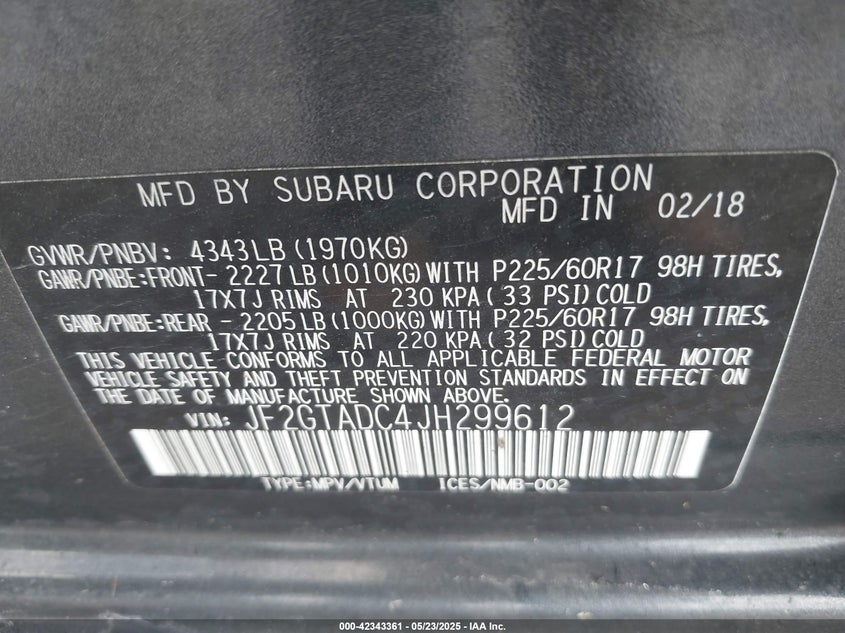 MFD BY SUBARU CORPORATION
MFD IN 02/18
GVWR/PNBV: 4343LB (1970KG)
GAWR/PNBE:FRONT- 2227LB (1010KG) WITH P225/60R17 98H TIRES,
17X7J RIMS AT 230 KPA ( 33 PSI) COLD
GAWR/PNBE:REAR - 2205LB (1000KG) WITH P225/60R17 98H TIRES,
17X7J RIMS AT 220 KPA ( 32 PSI) COLD
THIS VEHICLE CONFORMS TO ALL APPLICABLE FEDERAL MOTOR
VEHICLE SAFETY AND THEFT PREVENTION STANDARDS IN EFFECT ON
THE DATE OF MANUFACTURE SHOWN ABOVE.
VIN: JF2GTADC4JH299612
TYPE:MPV/VTUM ICES/NMB-002
000-42343361 - 05/23/2025 - IAA Inc.